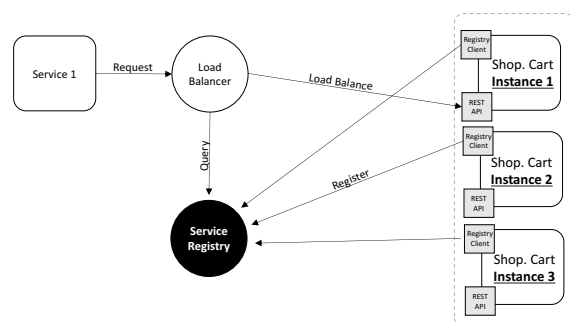 Service 1
Request
Load
Balancer
Load Balance
Query
Register
Service
Registry
Registry
Client
Shop. Cart
Instance 1
REST
API
Registry
Client
Shop. Cart
Instance 2
REST
API
Registry
Client
Shop. Cart
Instance 3
REST
API